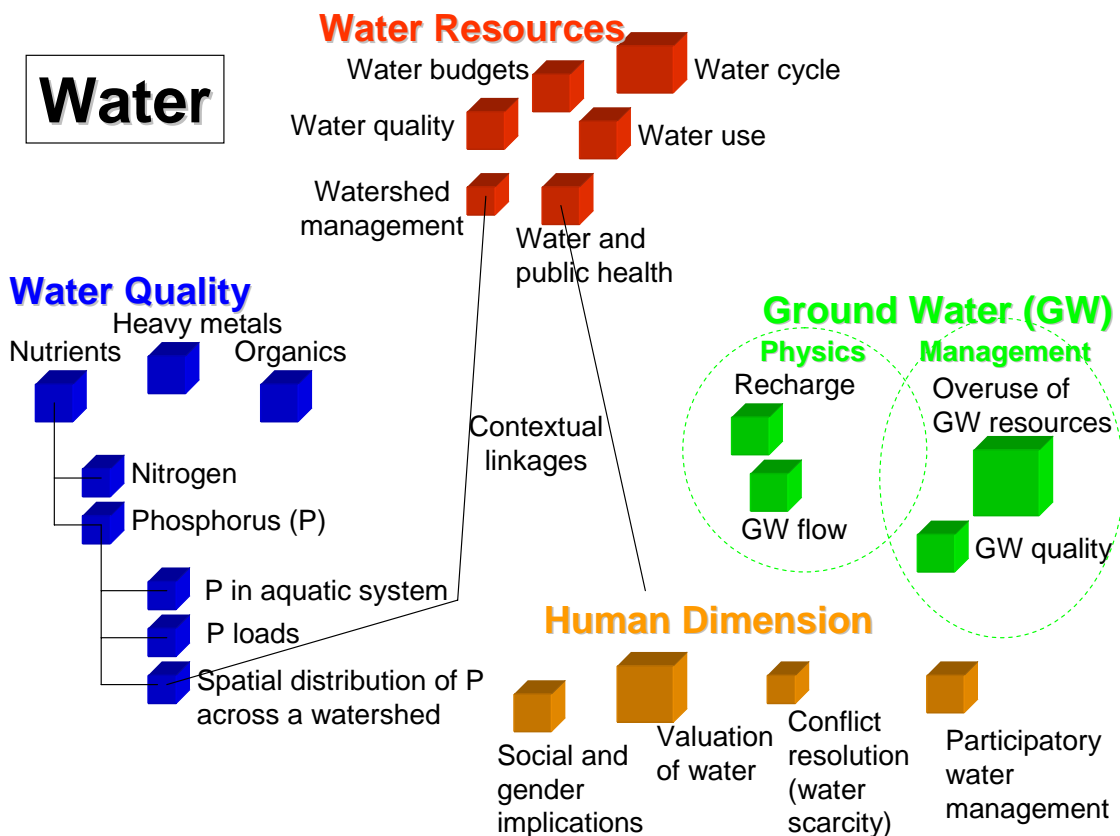 Water
Water Resources
Water budgets
Water cycle
Water quality
Water use
Watershed
management
Water and
public health
Water Quality
Heavy metals
Nutrients
Organics
Nitrogen
Phosphorus (P)
P in aquatic system
P loads
Spatial distribution of P
across a watershed
Contextual
linkages
Ground Water (GW)
Physics
Management
Recharge
GW flow
Overuse of
GW resources
GW quality
Human Dimension
Social and
gender
implications
Valuation
of water
Conflict
resolution
(water
scarcity)
Participatory
water
management